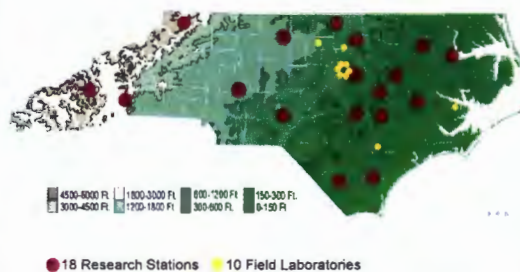 4500-6000 Ft. 1800-3000 Ft. 600-1200 Ft. 150-300 Ft.
3000-4500 Ft. 1200-1800 Ft. 300-600 Ft. 0-150 Ft
18 Research Stations 10 Field Laboratories